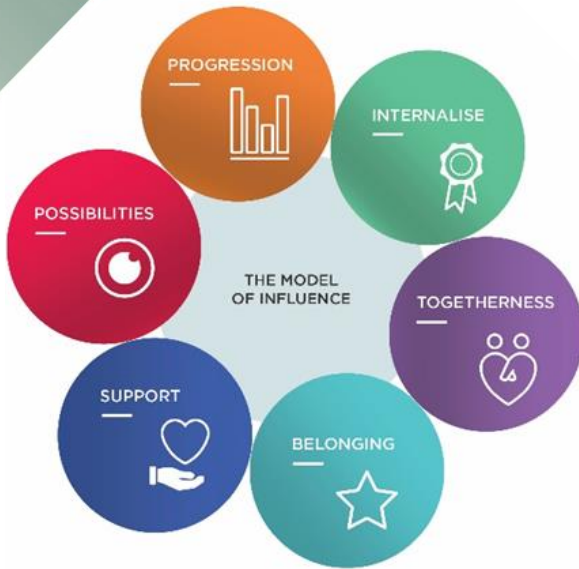 PROGRESSION
INTERNALISE
POSSIBILITIES
THE MODEL
OF INFLUENCE
TOGETHERNESS
SUPPORT
BELONGING